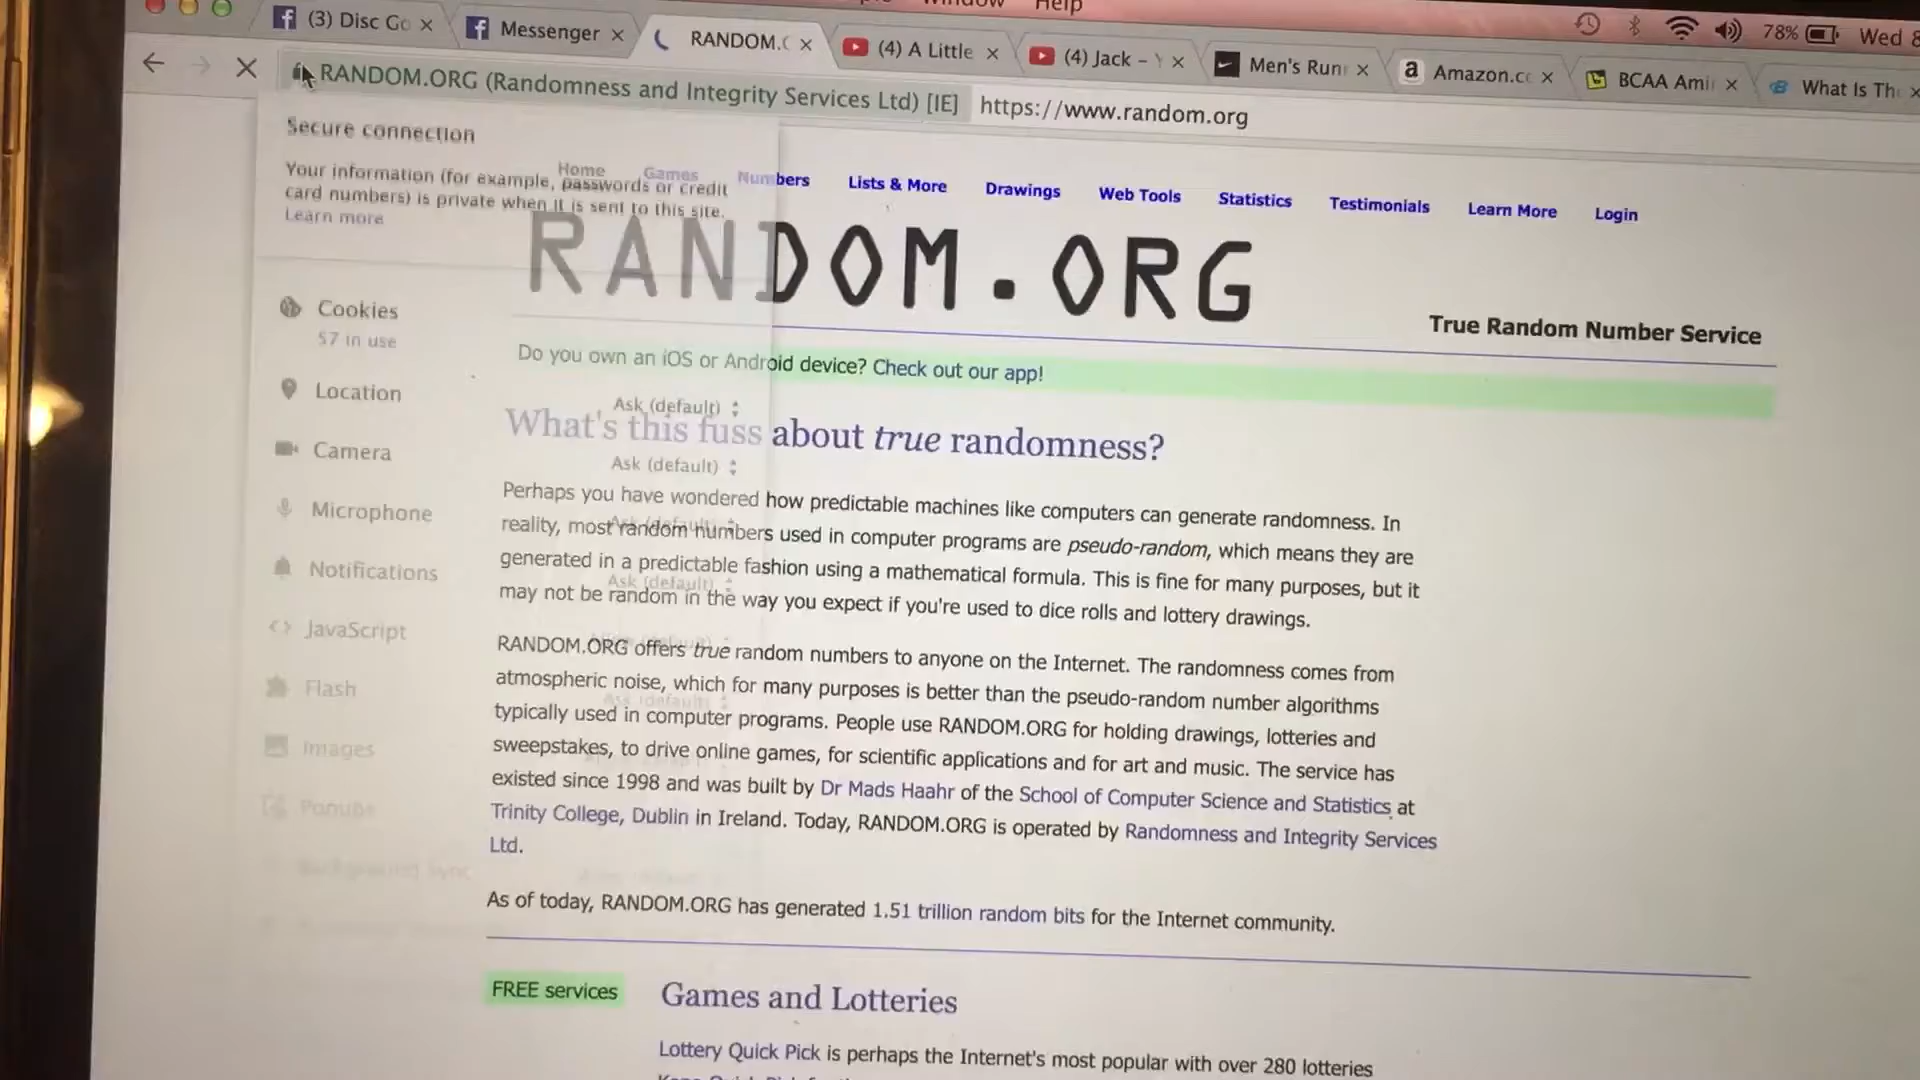 Window Help
78% Wed 8
(3) Disc Go
Messenger
RANDOM.O
(4) A Little
(4) Jack - Y
Men's Runn
Amazon.co
BCAA Ami
What Is The
RANDOM.ORG (Randomness and Integrity Services Ltd) [IE] https://www.random.org
Secure connection
Your information (for example, passwords or credit
card numbers) is private when it is sent to this site.
Learn more
Home Games Numbers Lists & More Drawings Web Tools Statistics Testimonials Learn More Login
RANDOM.ORG
True Random Number Service
Cookies
57 in use
Location
Camera
Microphone
Notifications
JavaScript
Flash
Images
Popups
Background Sync
Do you own an iOS or Android device? Check out our app!
Ask (default)
What's this fuss about true randomness?
Ask (default)
Perhaps you have wondered how predictable machines like computers can generate randomness. In
reality, most random numbers used in computer programs are pseudo-random, which means they are
Ask (default)
generated in a predictable fashion using a mathematical formula. This is fine for many purposes, but it
Ask (default)
may not be random in the way you expect if you're used to dice rolls and lottery drawings.
RANDOM.ORG offers true random numbers to anyone on the Internet. The randomness comes from
atmospheric noise, which for many purposes is better than the pseudo-random number algorithms
Ask (default)
typically used in computer programs. People use RANDOM.ORG for holding drawings, lotteries and
sweepstakes, to drive online games, for scientific applications and for art and music. The service has
existed since 1998 and was built by Dr Mads Haahr of the School of Computer Science and Statistics at
Trinity College, Dublin in Ireland. Today, RANDOM.ORG is operated by Randomness and Integrity Services
Ltd.
As of today, RANDOM.ORG has generated 1.51 trillion random bits for the Internet community.
FREE services
Games and Lotteries
Lottery Quick Pick is perhaps the Internet's most popular with over 280 lotteries